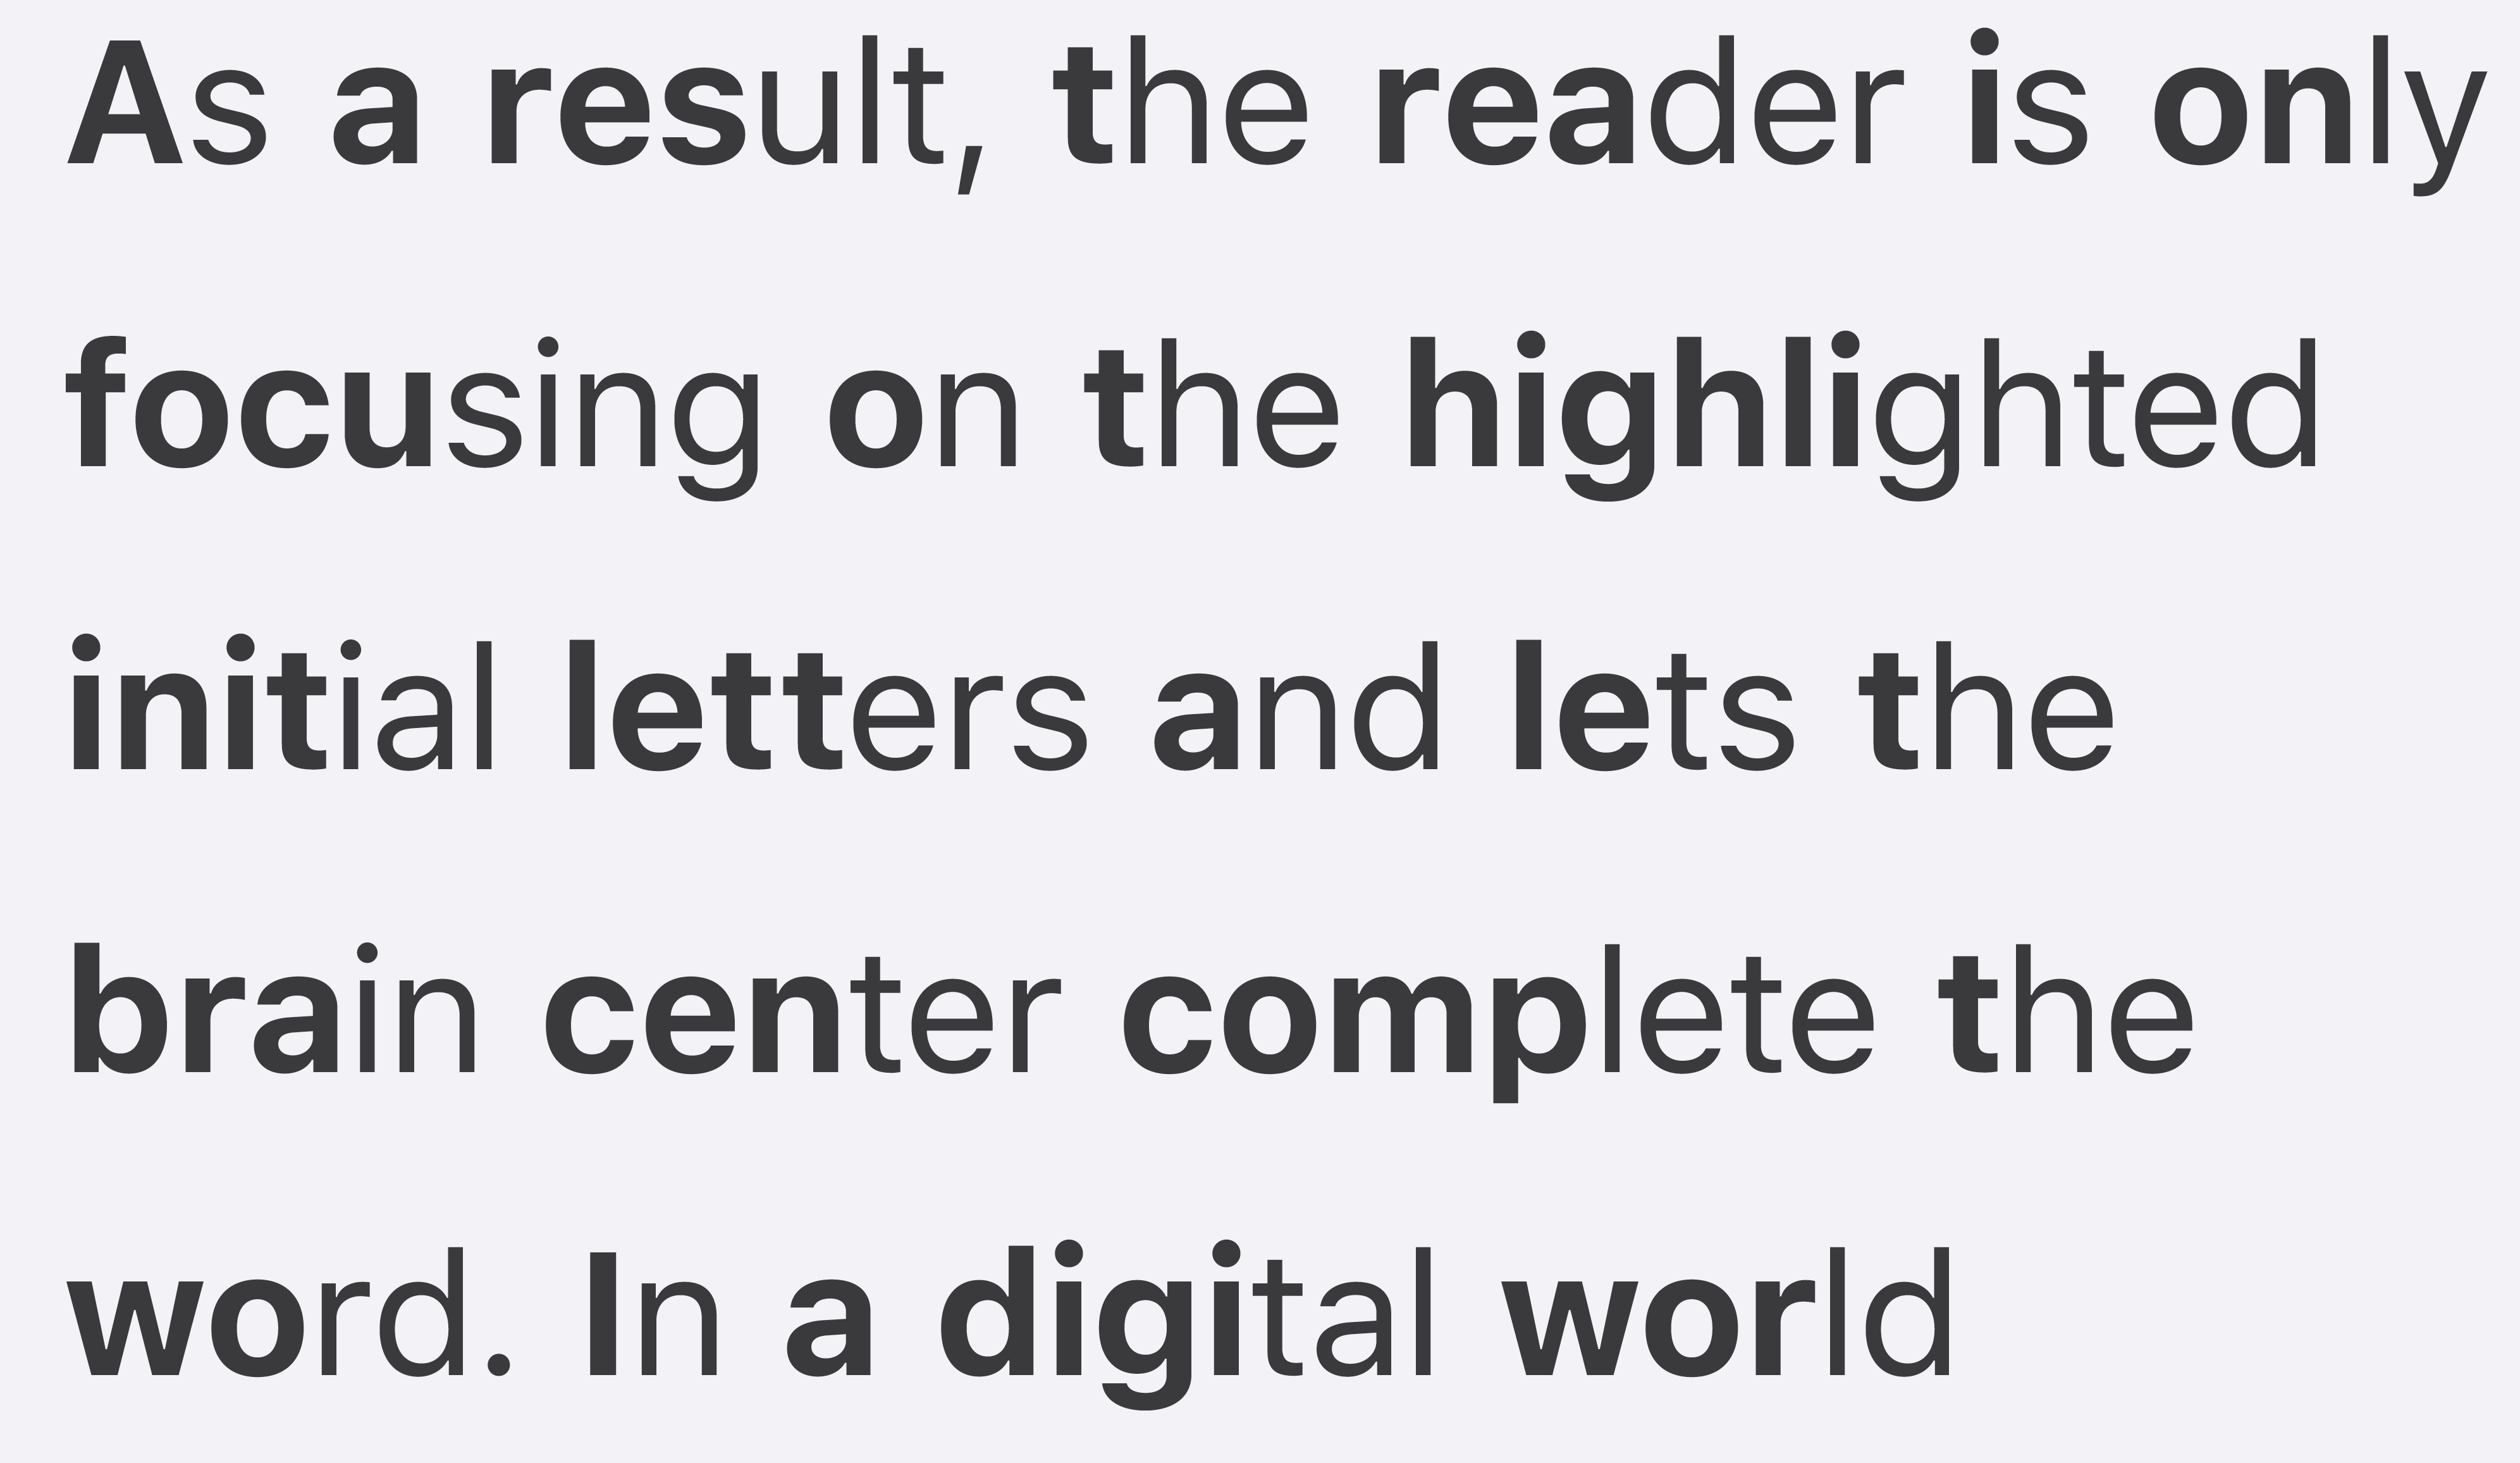 As a result, the reader is only
focusing on the highlighted
initial letters and lets the
brain center complete the
word. In a digital world